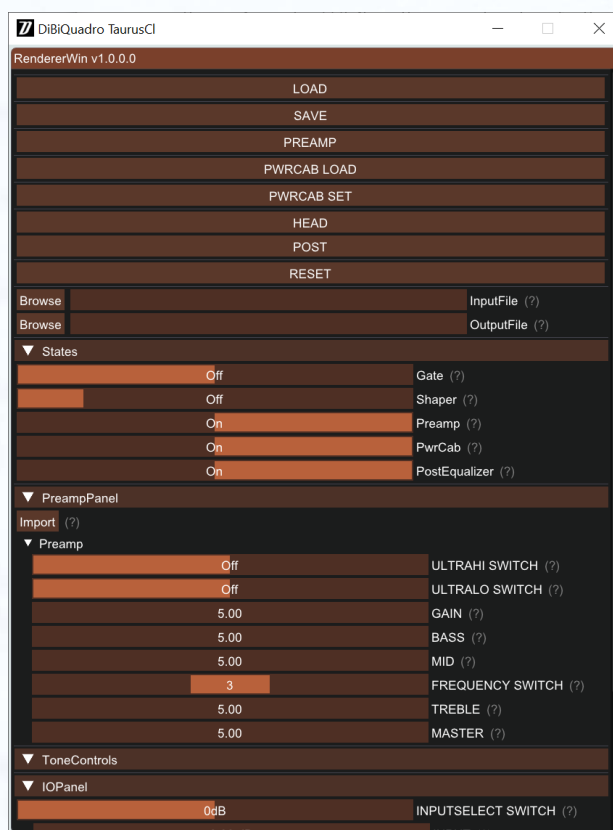 DiBiQuadro TaurusCl
RendererWin v1.0.0.0
LOAD
SAVE
PREAMP
PWRCAB LOAD
PWRCAB SET
HEAD
POST
RESET
Browse InputFile (?)
Browse OutputFile (?)
States
Off Gate (?)
Off Shaper (?)
On Preamp (?)
On PwrCab (?)
On PostEqualizer (?)
PreampPanel
Import (?)
Preamp
Off ULTRAHI SWITCH (?)
Off ULTRALO SWITCH (?)
5.00 GAIN (?)
5.00 BASS (?)
5.00 MID (?)
3 FREQUENCY SWITCH (?)
5.00 TREBLE (?)
5.00 MASTER (?)
ToneControls
IOPanel
0dB INPUTSELECT SWITCH (?)